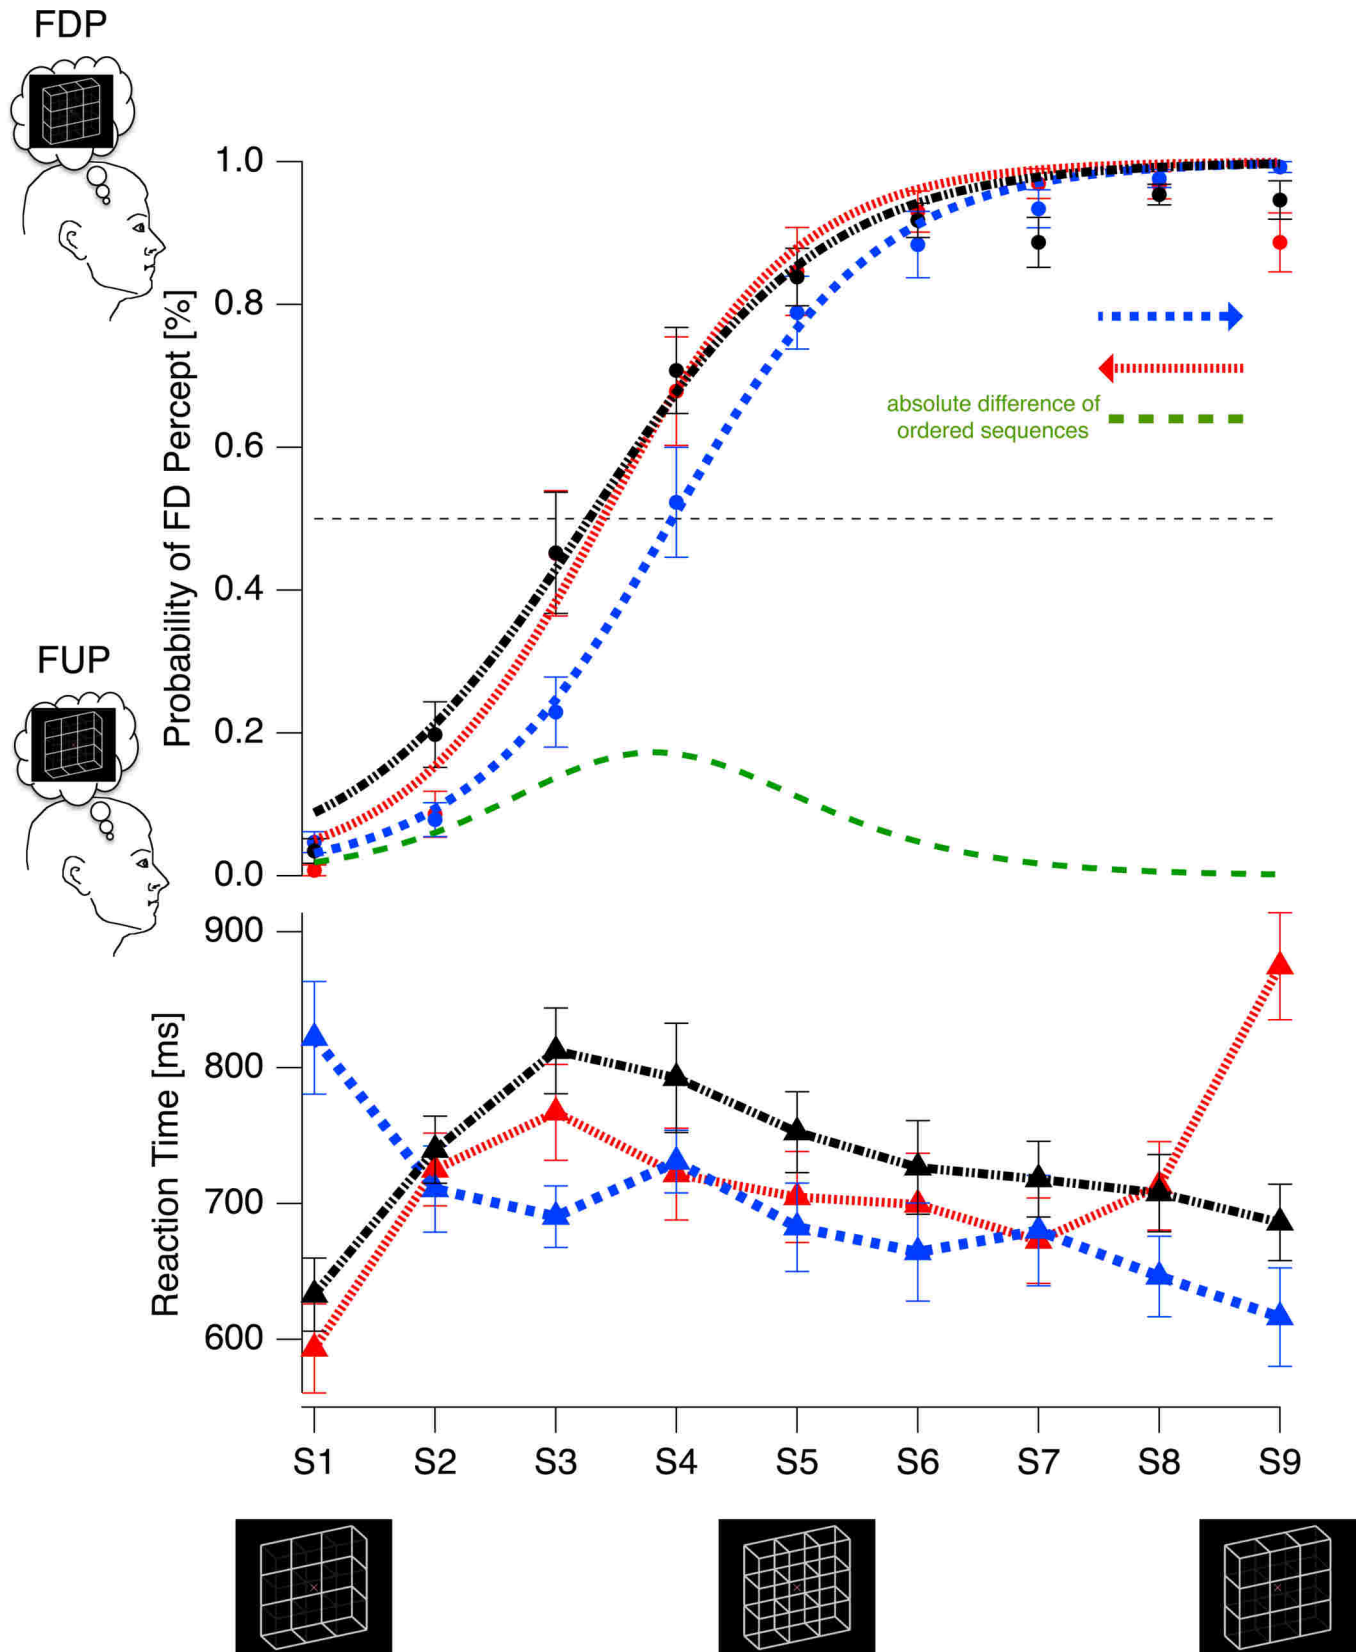 FDP
FUP
Probability of FD Percept [%]
1.0
0.8
0.6
0.4
0.2
0.0
absolute difference of
ordered sequences
Reaction Time [ms]
900
800
700
600
S1 S2 S3 S4 S5 S6 S7 S8 S9